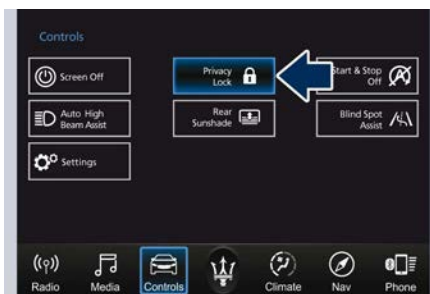 Controls
Screen Off
Privacy
Lock
Start & Stop
Off
Auto High
Beam Assist
Rear
Sunshade
Blind Spot
Assist
Settings
Radio
Media
Controls
Climate
Nav
Phone